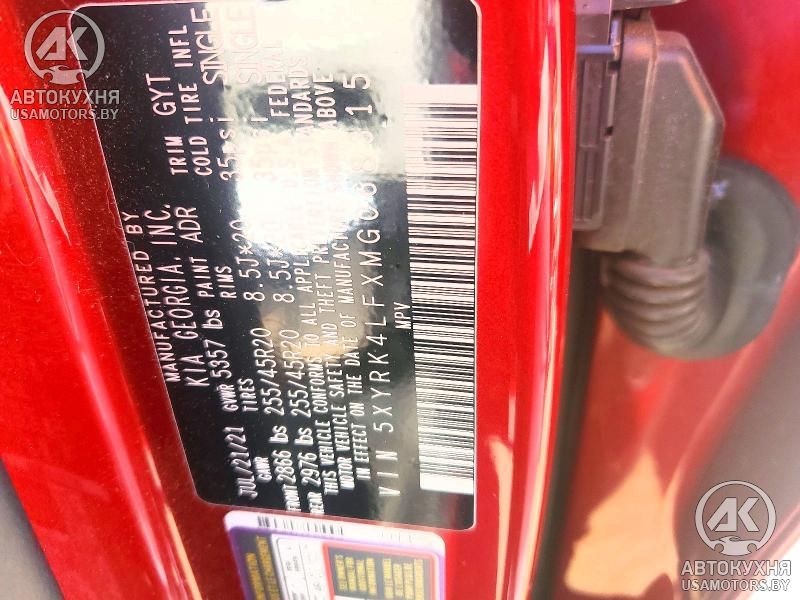 AK
АВТОКУХНЯ
USAMOTORS.BY
MANUFACTURED BY
KIA GEORGIA, INC.
JUL/21/21 GVWR 5357 lbs PAINT ADR TRIM GYT
GAWR TIRES RIMS COLD TIRE INFL
FRONT 2866 lbs 255/45R20 8.5J×20 35psi SINGLE
REAR 2976 lbs 255/45R20 8.5J SINGLE
THIS VEHICLE CONFORMS TO ALL FEDERAL
MOTOR VEHICLE SAFETY AND THEFT STANDARDS
IN EFFECT ON THE DATE OF MANUFACTURE ABOVE
VIN 5XYRK4LFXMG
MPV
AK
АВТОКУХНЯ
USAMOTORS.BY